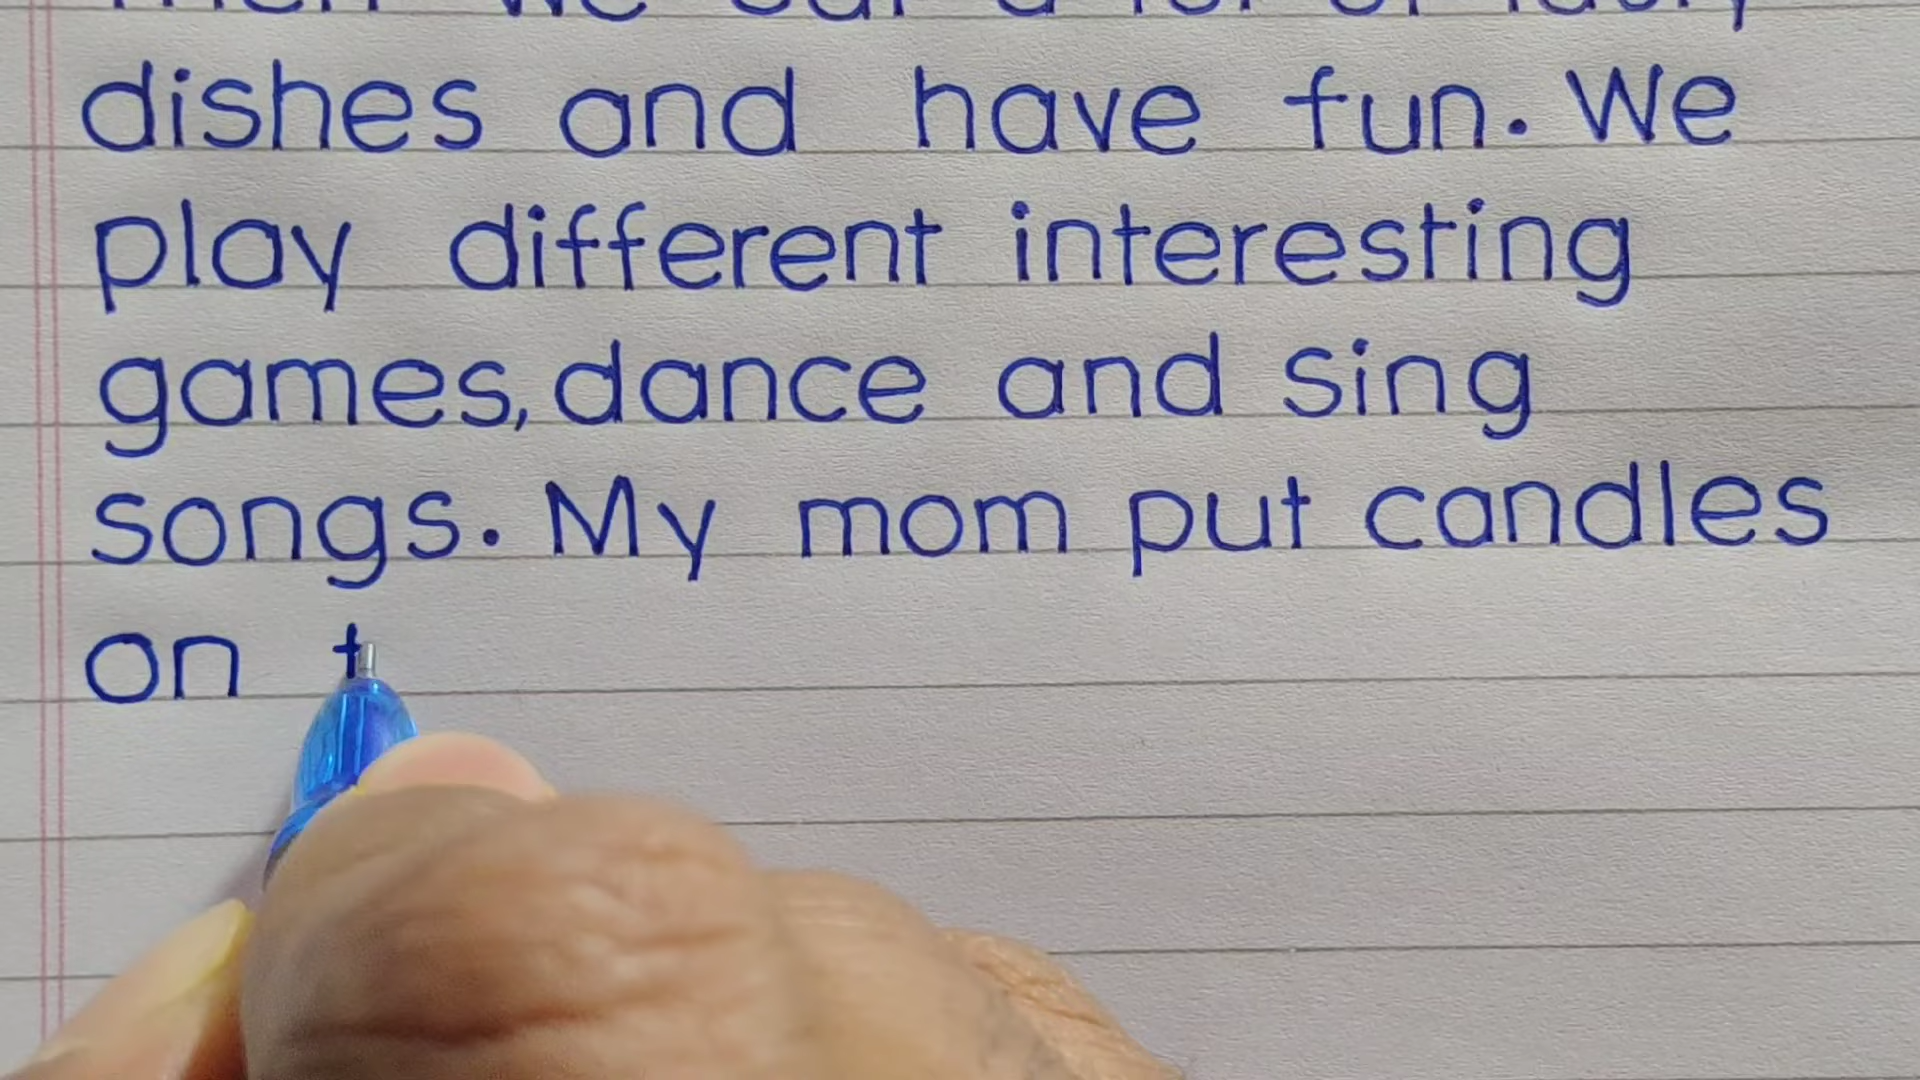 dishes and have fun. We
play different interesting
games, dance and sing
songs. My mom put candles
on t